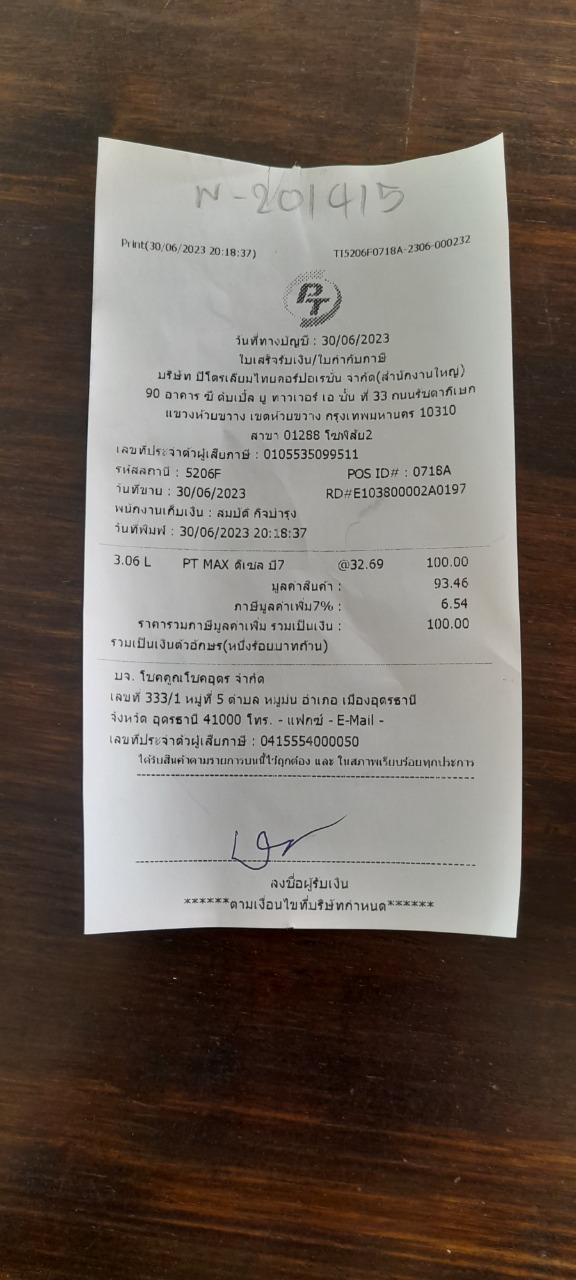 N-201415
Print(30/06/2023 20:18:37) TI5206F0718A-2306-000232
PT
วันที่ทางบัญชี : 30/06/2023
ใบเสร็จรับเงิน/ใบกำกับภาษี
บริษัท ปิโตรเลียมไทยคอร์ปอเรชั่น จำกัด(สำนักงานใหญ่)
90 อาคาร ซี ดับเบิ้ล ยู ทาวเวอร์ เอ ชั้น ที่ 33 ถนนรัชดาภิเษก
แขวงห้วยขวาง เขตห้วยขวาง กรุงเทพมหานคร 10310
สาขา 01288 โพพิสัย2
เลขที่ประจำตัวผู้เสียภาษี : 0105535099511
รหัสสถานี : 5206F POS ID# : 0718A
วันที่ขาย : 30/06/2023 RD#E103800002A0197
พนักงานเก็บเงิน : สมบัติ กิจบำรุง
วันที่พิมพ์ : 30/06/2023 20:18:37
3.06 L PT MAX ดีเซล บี7 @32.69 100.00
มูลค่าสินค้า : 93.46
ภาษีมูลค่าเพิ่ม7% : 6.54
ราคารวมภาษีมูลค่าเพิ่ม รวมเป็นเงิน : 100.00
รวมเป็นเงินตัวอักษร(หนึ่งร้อยบาทถ้วน)
บจ. โชคคูณโชคอุดร จำกัด
เลขที่ 333/1 หมู่ที่ 5 ตำบล หมูม่น อำเภอ เมืองอุดรธานี
จังหวัด อุดรธานี 41000 โทร. - แฟกซ์ - E-Mail -
เลขที่ประจำตัวผู้เสียภาษี : 0415554000050
ได้รับสินค้าตามรายการบนนี้ไว้ถูกต้อง และ ในสภาพเรียบร้อยทุกประการ
ลงชื่อผู้รับเงิน
******ตามเงื่อนไขที่บริษัทกำหนด******